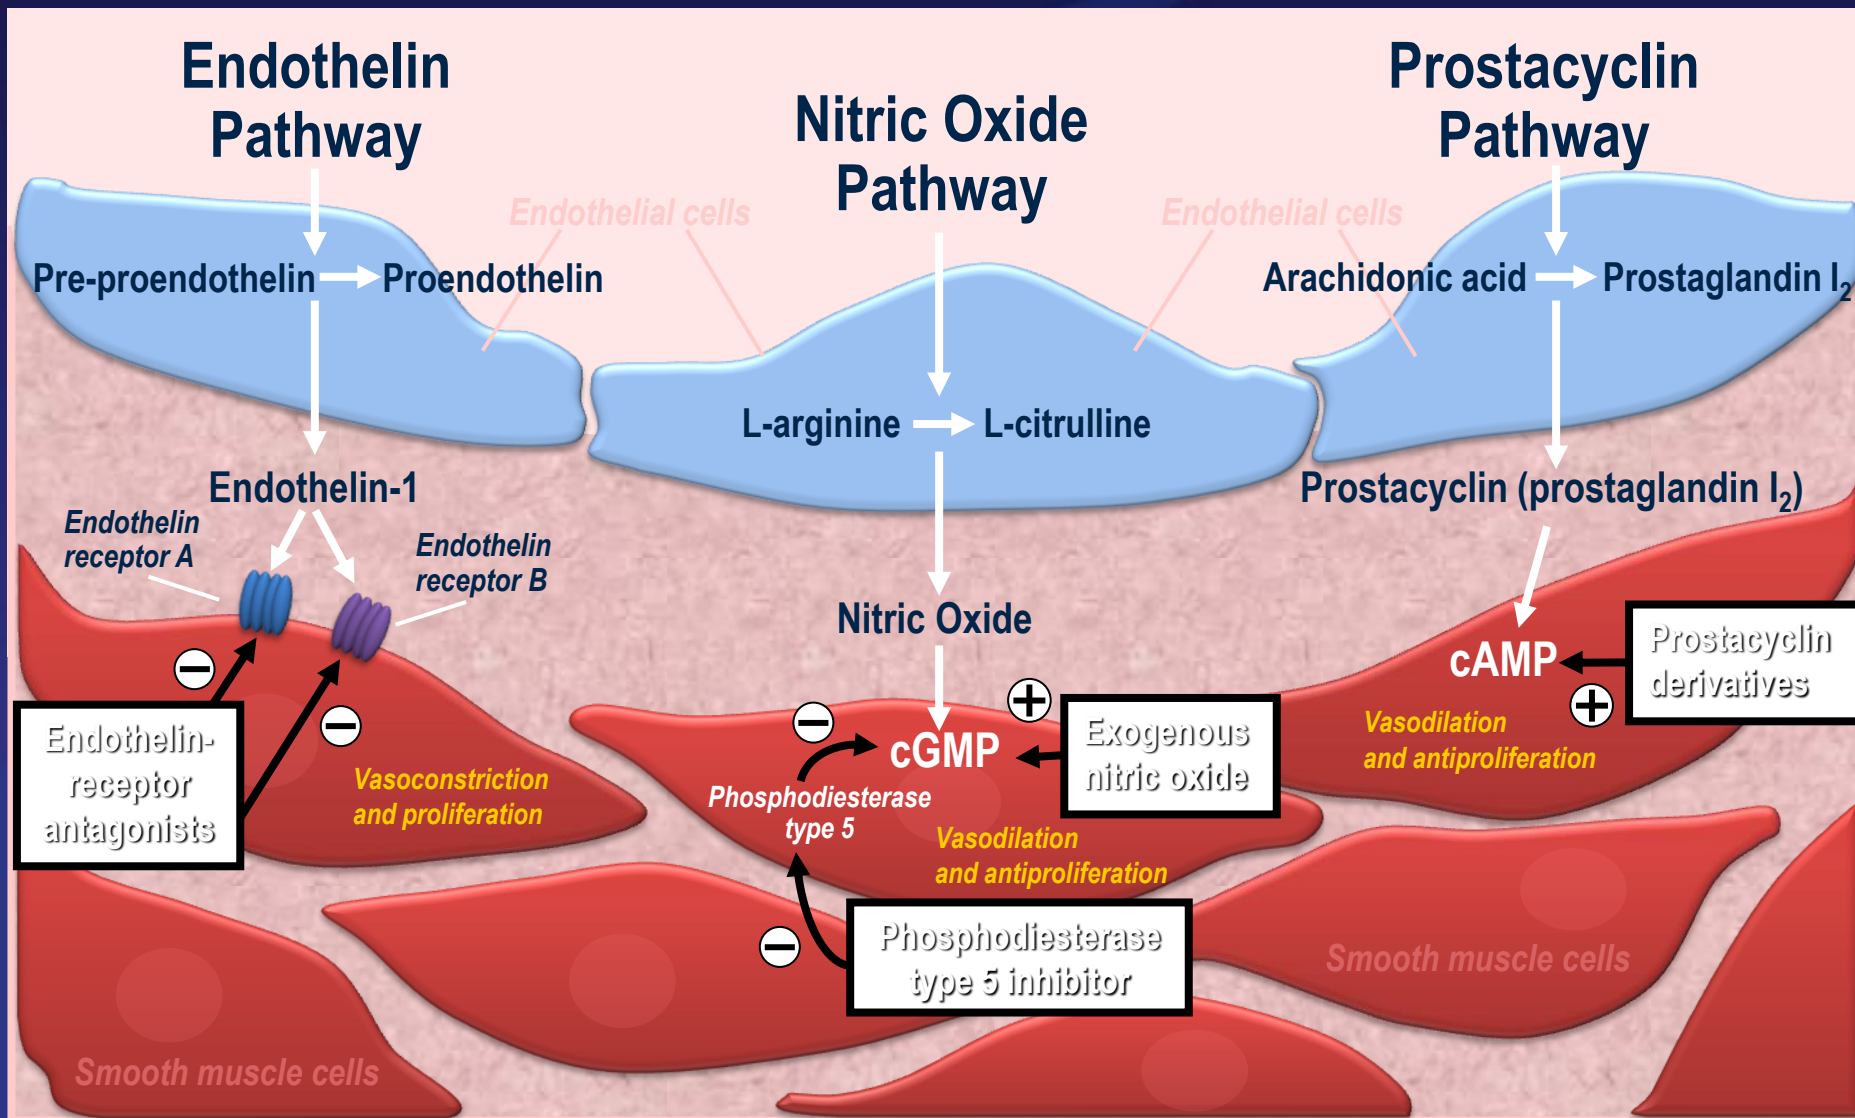 Endothelin
Pathway
Nitric Oxide
Pathway
Prostacyclin
Pathway
Endothelial cells
Endothelial cells
Pre-proendothelin
Proendothelin
Arachidonic acid
Prostaglandin I₂
L-arginine
L-citrulline
Endothelin-1
Prostacyclin (prostaglandin I₂)
Endothelin
receptor A
Endothelin
receptor B
Nitric Oxide
cAMP
Prostacyclin
derivatives
−
−
−
+
+
Endothelin-
receptor
antagonists
Vasoconstriction
and proliferation
cGMP
Exogenous
nitric oxide
Phosphodiesterase
type 5
Vasodilation
and antiproliferation
Vasodilation
and antiproliferation
−
Phosphodiesterase
type 5 inhibitor
Smooth muscle cells
Smooth muscle cells